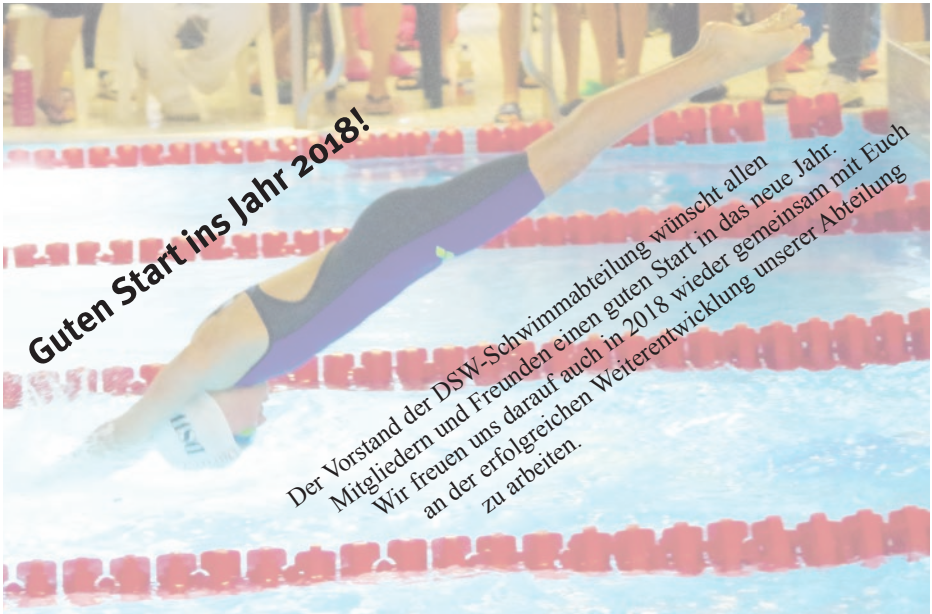 Guten Start ins Jahr 2018!
Der Vorstand der DSW-Schwimmabteilung wünscht allen
Mitgliedern und Freunden einen guten Start in das neue Jahr.
Wir freuen uns darauf auch in 2018 wieder gemeinsam mit Euch
an der erfolgreichen Weiterentwicklung unserer Abteilung
zu arbeiten.